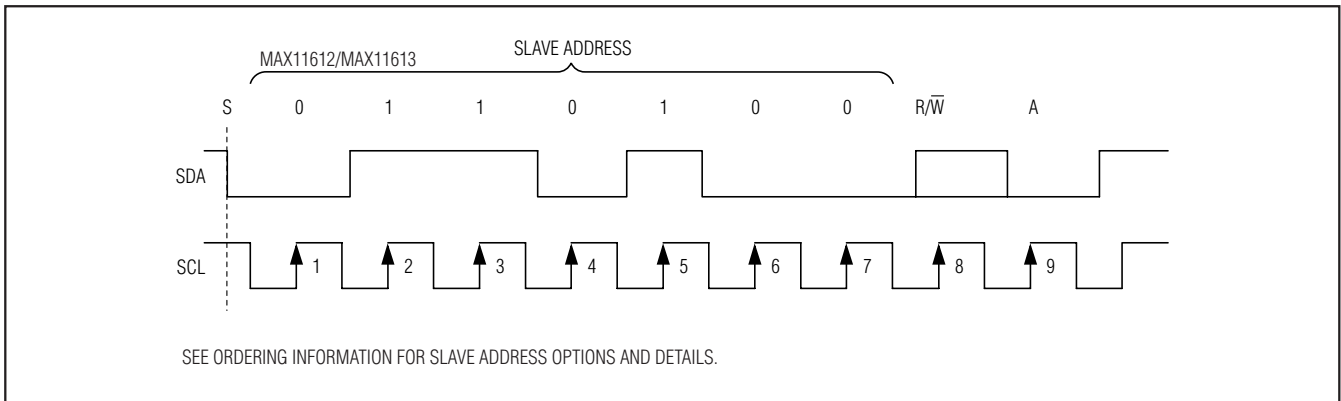 SLAVE ADDRESS
MAX11612/MAX11613
S 0 1 1 0 1 0 0 R/W̅ A
SDA
SCL 1 2 3 4 5 6 7 8 9
SEE ORDERING INFORMATION FOR SLAVE ADDRESS OPTIONS AND DETAILS.